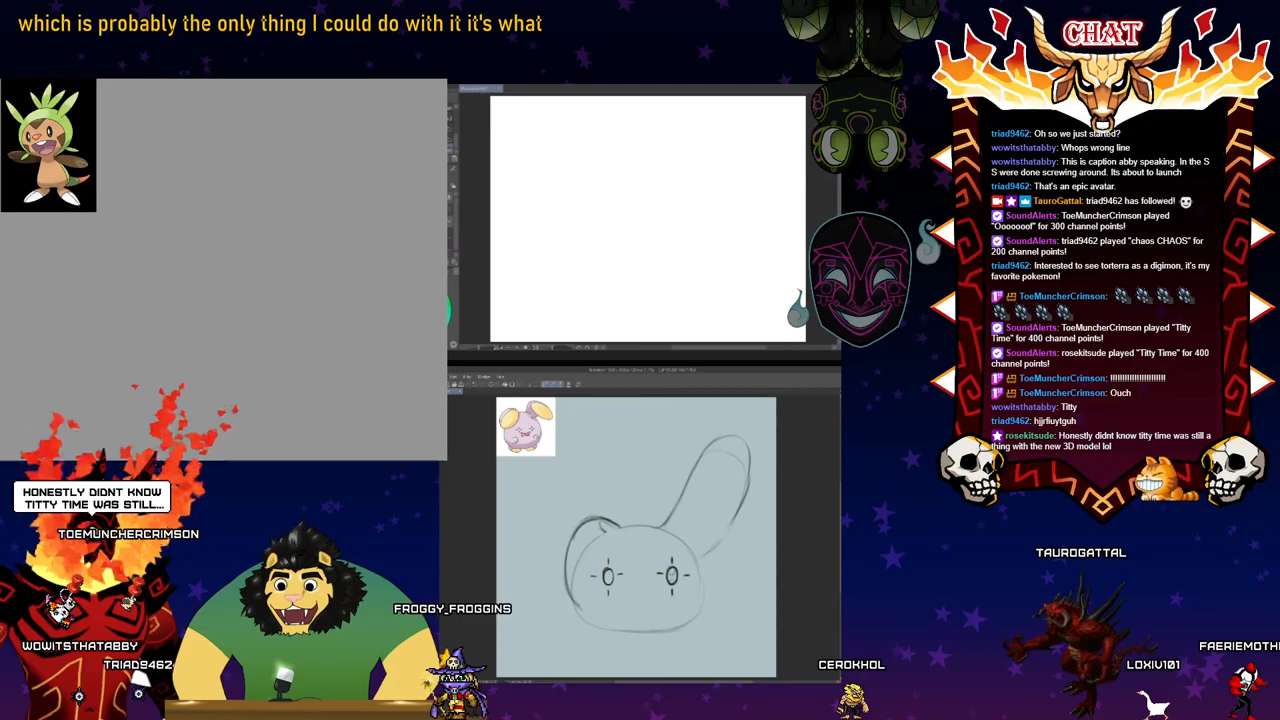 which is probably the only thing I could do with it it's what
CHAT
triad9462: Oh so we just started?
wowitsthatabby: Whops wrong line
wowitsthatabby: This is caption abby speaking. In the S
S were done screwing around. Its about to launch
triad9462: That's an epic avatar.
TauroGattal: triad9462 has followed!
SoundAlerts: ToeMuncherCrimson played
"Ooooooof" for 300 channel points!
SoundAlerts: triad9462 played "chaos CHAOS" for
200 channel points!
triad9462: Interested to see torterra as a digimon, it's my
favorite pokemon!
ToeMuncherCrimson:
SoundAlerts: ToeMuncherCrimson played "Titty
Time" for 400 channel points!
SoundAlerts: rosekitsude played "Titty Time" for 400
channel points!
ToeMuncherCrimson:
ToeMuncherCrimson: Ouch
wowitsthatabby: Titty
triad9462: hjjrfiuytguh
rosekitsude: Honestly didnt know titty time was still a
thing with the new 3D model lol
HONESTLY DIDNT KNOW
TITTY TIME WAS STILL...
TOEMUNCHERCRIMSON
FROGGY_FROGGINS
WOWITSTHATABBY
TRIAD9462
TAUROGATTAL
CEROKHOL
LOXIV101
FAERIEMOTH